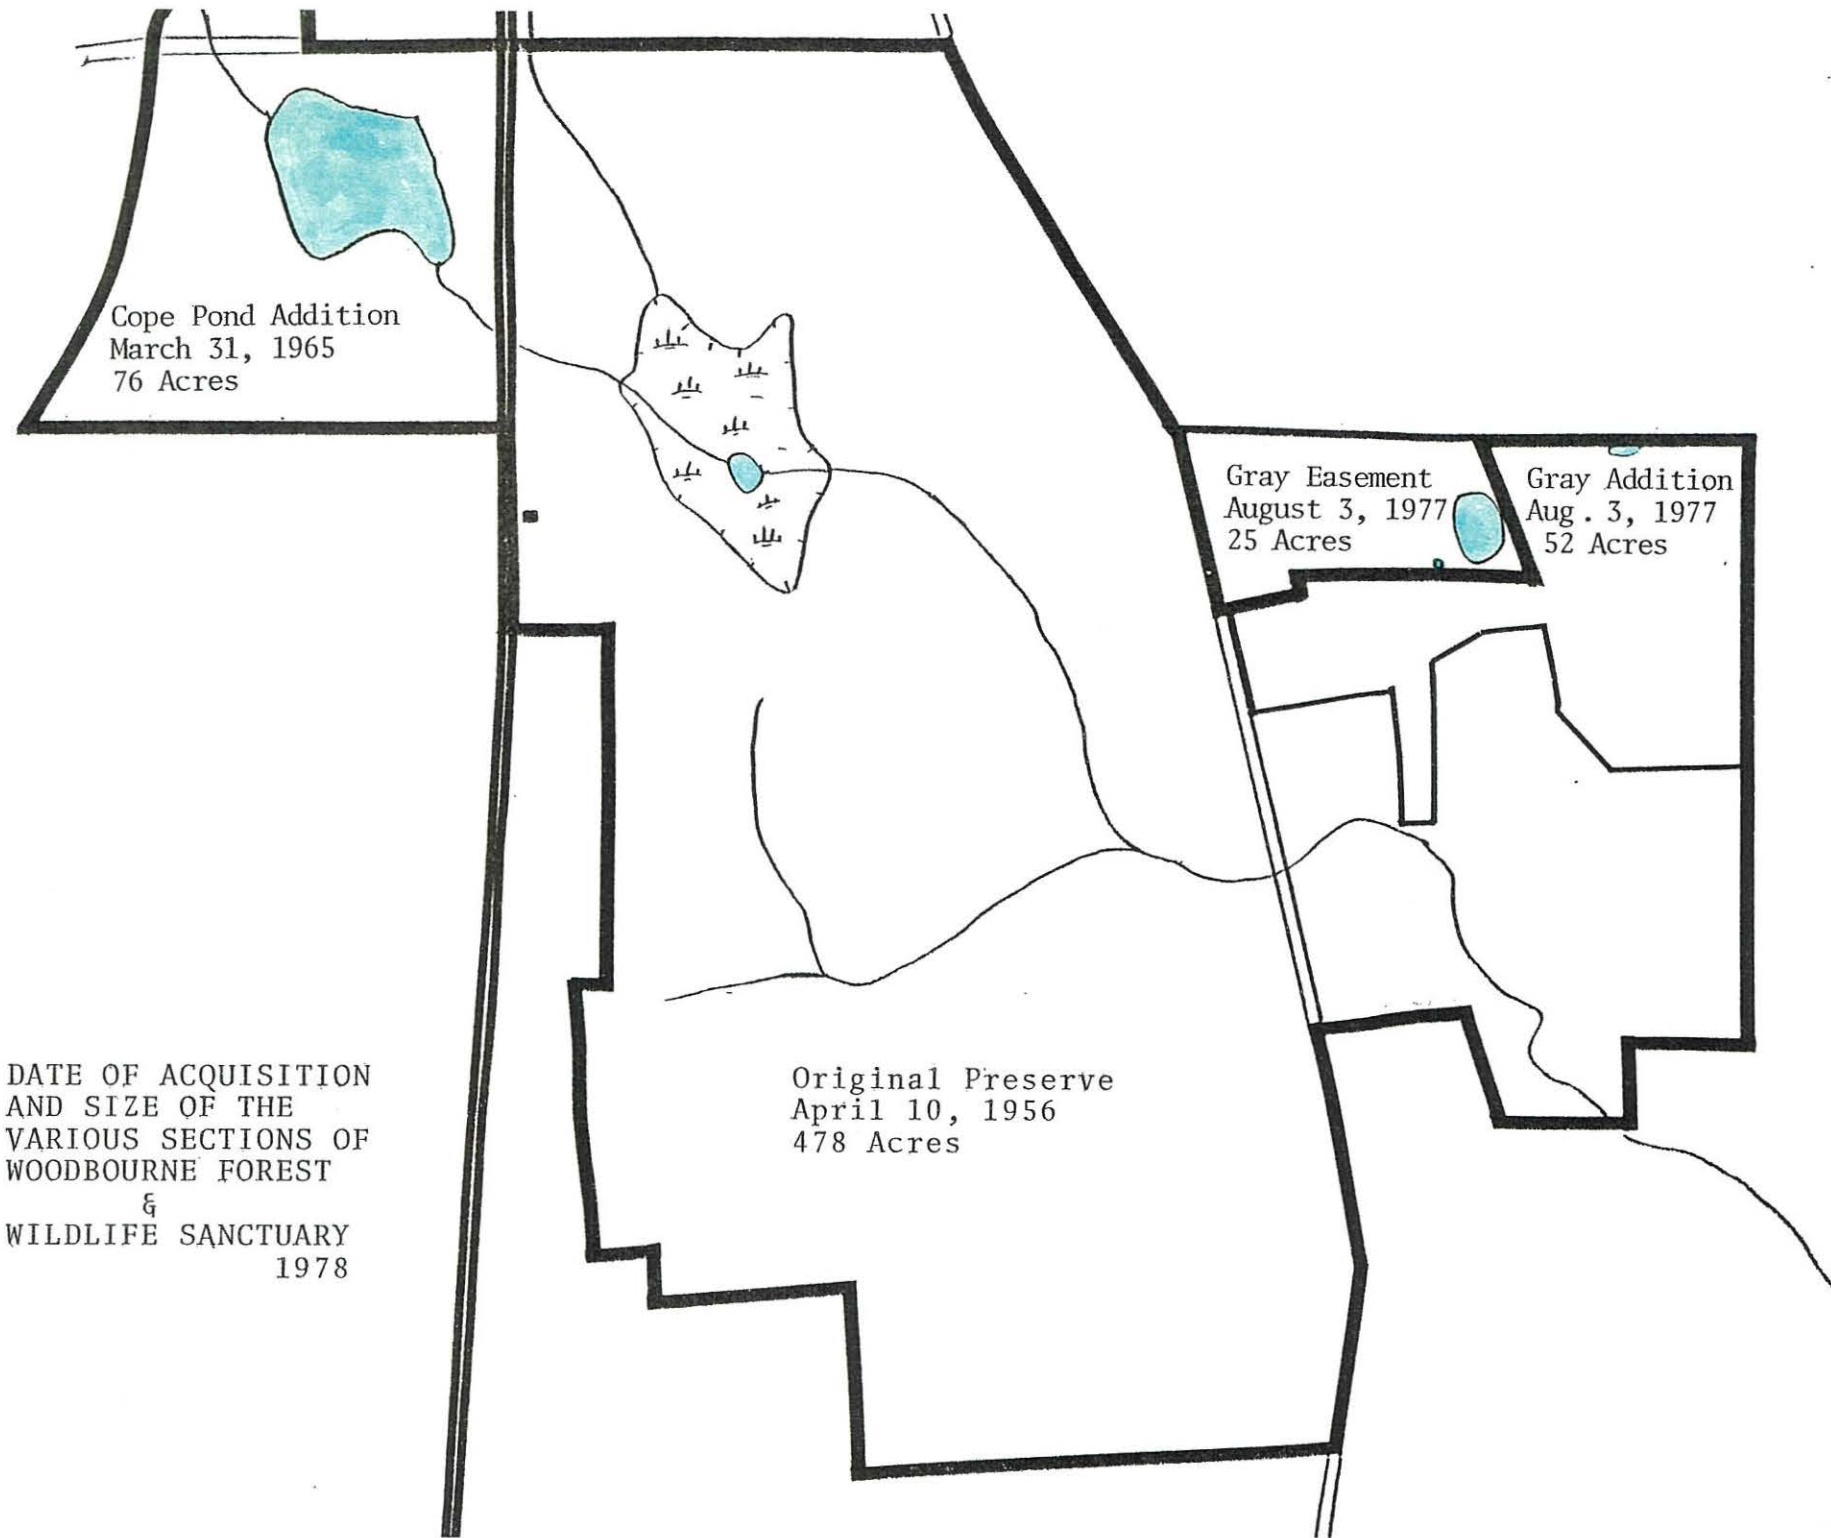 Cope Pond Addition
March 31, 1965
76 Acres
Gray Easement
August 3, 1977
25 Acres
Gray Addition
Aug. 3, 1977
52 Acres
Original Preserve
April 10, 1956
478 Acres
DATE OF ACQUISITION
AND SIZE OF THE
VARIOUS SECTIONS OF
WOODBOURNE FOREST
&
WILDLIFE SANCTUARY
1978